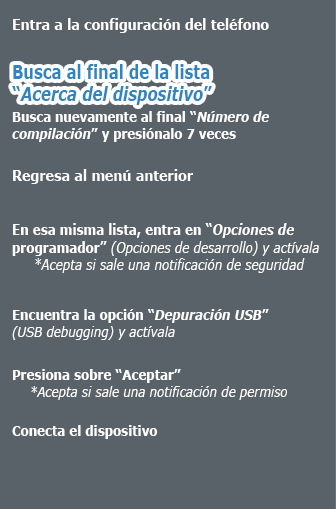 Entra a la configuración del teléfono
Busca al final de la lista
“Acerca del dispositivo”
Busca nuevamente al final “Número de
compilación” y presiónalo 7 veces
Regresa al menú anterior
En esa misma lista, entra en “Opciones de
programador” (Opciones de desarrollo) y actívala
*Acepta si sale una notificación de seguridad
Encuentra la opción “Depuración USB”
(USB debugging) y actívala
Presiona sobre “Aceptar”
*Acepta si sale una notificación de permiso
Conecta el dispositivo